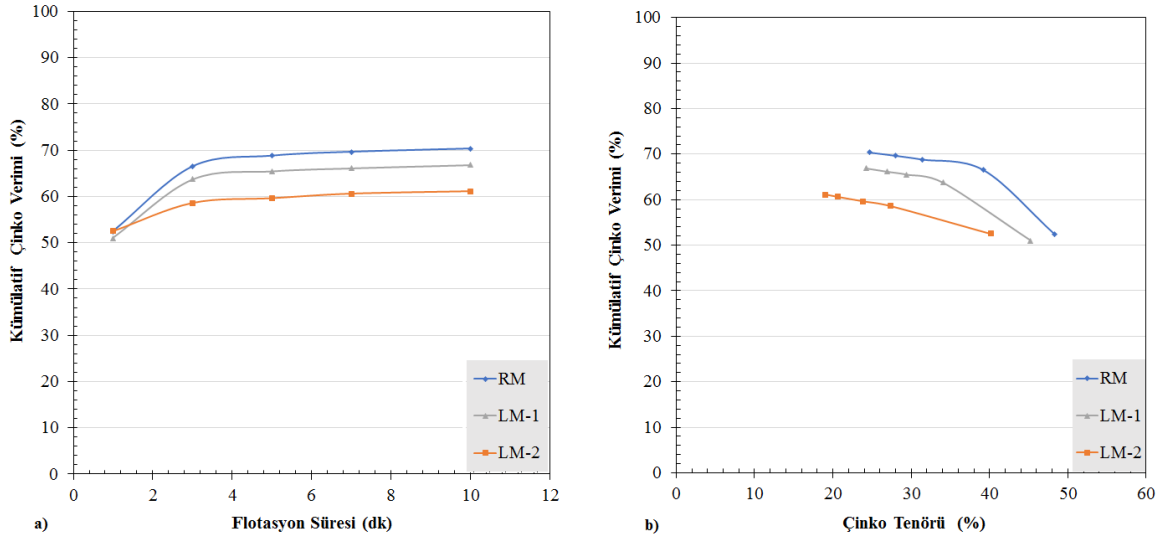 Kümülatif Çinko Verimi (%)
100
90
80
70
60
50
40
30
20
10
0
0 2 4 6 8 10 12
RM
LM-1
LM-2
a) Flotasyon Süresi (dk)
Kümülatif Çinko Verimi (%)
100
90
80
70
60
50
40
30
20
10
0
0 10 20 30 40 50 60
RM
LM-1
LM-2
b) Çinko Tenörü (%)